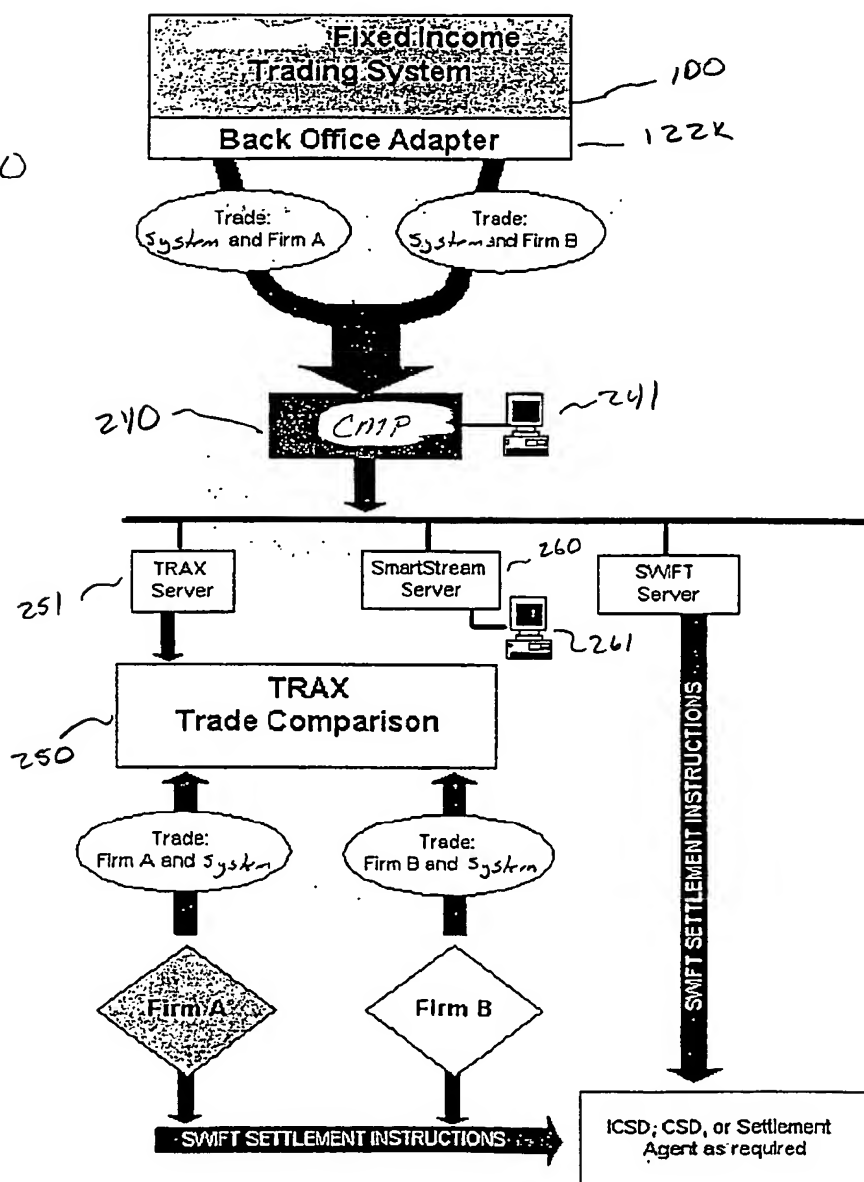 Fixed Income
Trading System
100
Back Office Adapter
122K
Trade:
System and Firm A
Trade:
System and Firm B
240
CMP
241
TRAX
Server
251
SmartStream
Server
260
261
SWIFT
Server
TRAX
Trade Comparison
250
Trade:
Firm A and System
Trade:
Firm B and System
SWIFT SETTLEMENT INSTRUCTIONS
Firm A
Firm B
SWIFT SETTLEMENT INSTRUCTIONS
ICSD; CSD, or Settlement
Agent as required